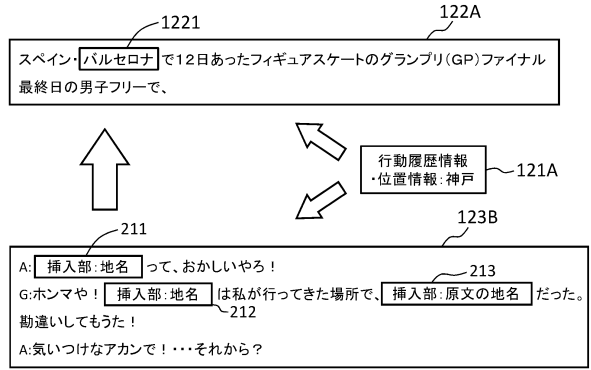 1221
122A
スペイン・バルセロナで12日あったフィギュアスケートのグランプリ(GP)ファイナル
最終日の男子フリーで、
行動履歴情報
・位置情報:神戸
121A
123B
211
A:挿入部:地名って、おかしいやろ!
213
G:ホンマや!挿入部:地名は私が行ってきた場所で、挿入部:原文の地名だった。
212
勘違いしてもうた!
A:気いつけなアカンで!・・・それから?